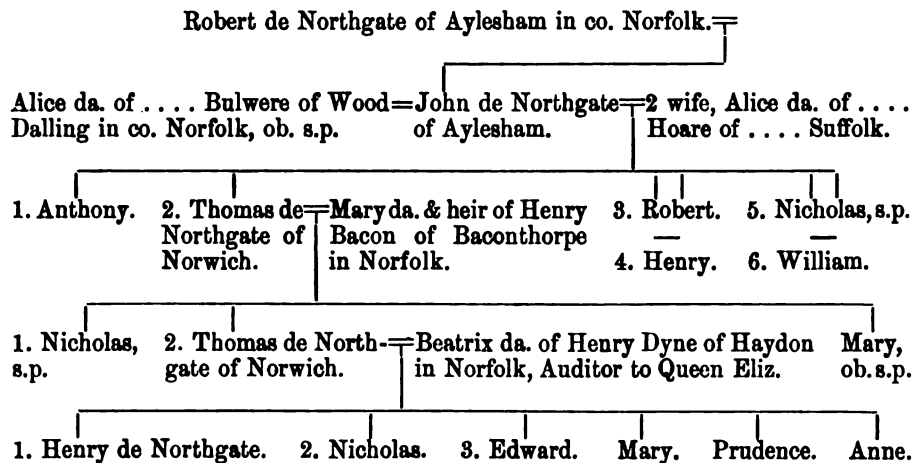 Robert de Northgate of Aylesham in co. Norfolk.
Alice da. of .... Bulwere of Wood=John de Northgate=2 wife, Alice da. of ....
Dalling in co. Norfolk, ob. s.p. of Aylesham. Hoare of .... Suffolk.
1. Anthony. 2. Thomas de=Mary da. & heir of Henry 3. Robert. 5. Nicholas, s.p.
Northgate of Bacon of Baconthorpe — —
Norwich. in Norfolk. 4. Henry. 6. William.
1. Nicholas, 2. Thomas de North-=Beatrix da. of Henry Dyne of Haydon Mary,
s.p. gate of Norwich. in Norfolk, Auditor to Queen Eliz. ob. s.p.
1. Henry de Northgate. 2. Nicholas. 3. Edward. Mary. Prudence. Anne.